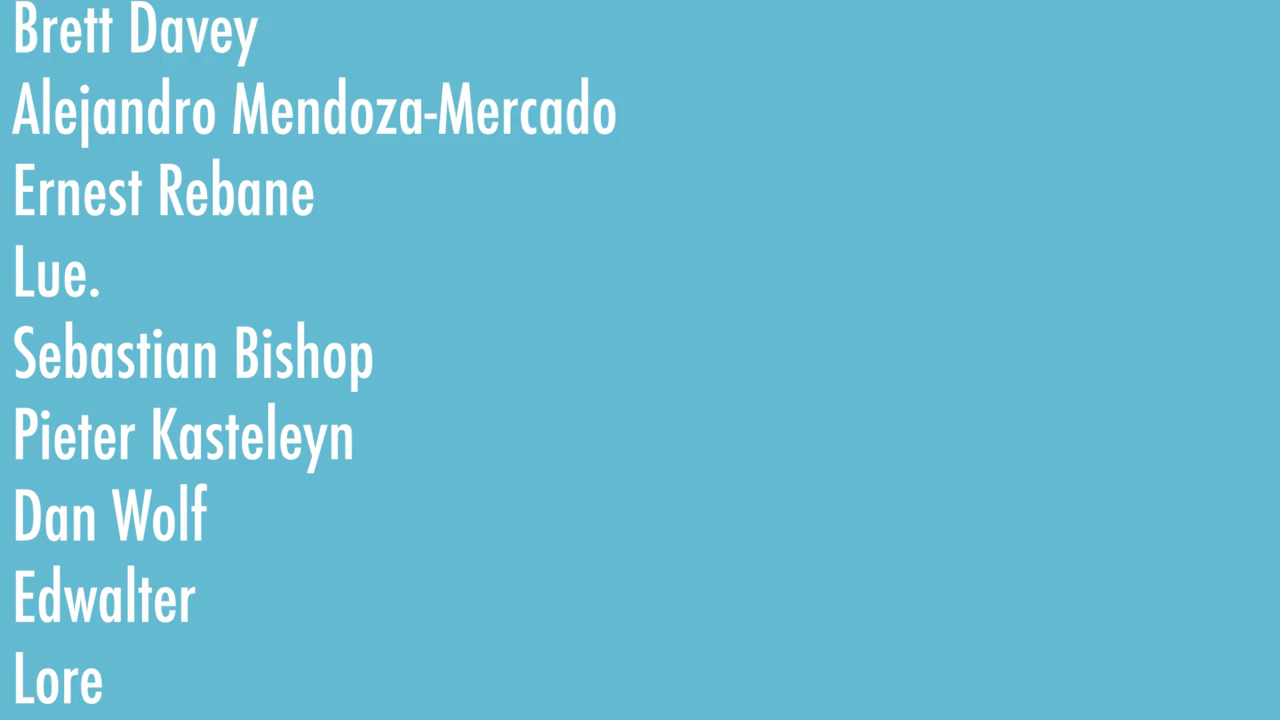 Brett Davey
Alejandro Mendoza-Mercado
Ernest Rebane
Lue.
Sebastian Bishop
Pieter Kasteleyn
Dan Wolf
Edwalter
Lore